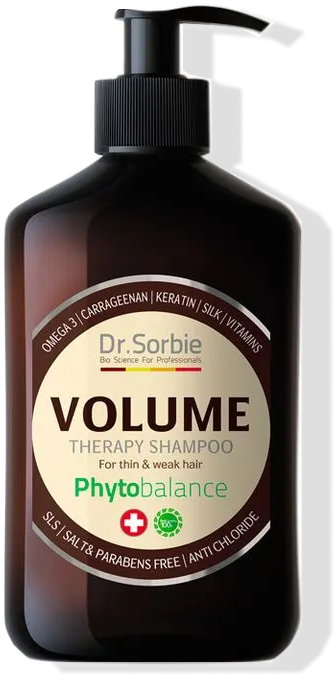 OMEGA 3 | CARRAGEENAN | KERATIN | SILK | VITAMINS
Dr.Sorbie
Bio Science For Professionals
VOLUME
THERAPY SHAMPOO
For thin & weak hair
Phytobalance
SLS | SALT & PARABENS FREE | ANTI CHLORIDE